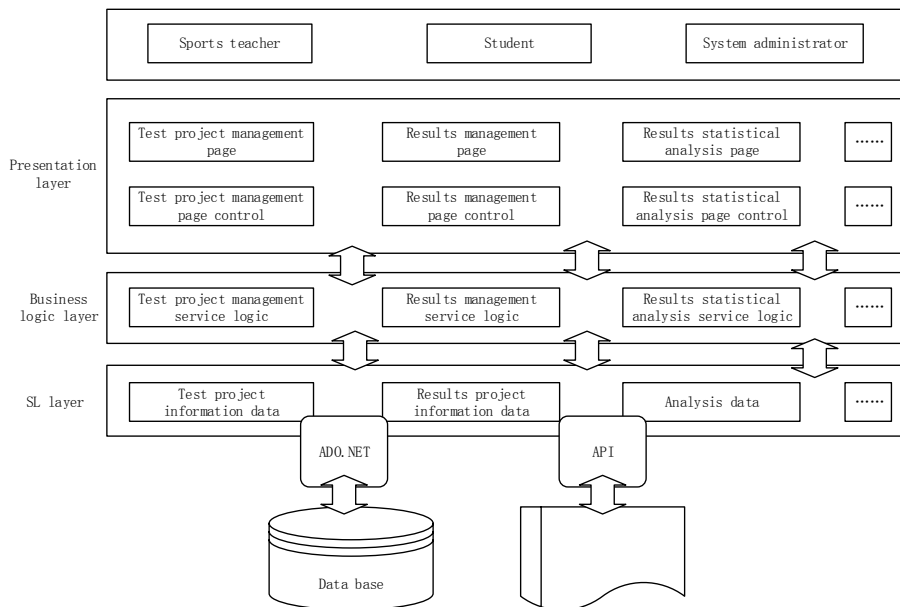 Sports teacher
Student
System administrator
Presentation
layer
Test project management
page
Results management
page
Results statistical
analysis page
......
Test project management
page control
Results management
page control
Results statistical
analysis page control
......
Business
logic layer
Test project management
service logic
Results management
service logic
Results statistical
analysis service logic
......
SL layer
Test project
information data
Results project
information data
Analysis data
......
ADO.NET
API
Data base